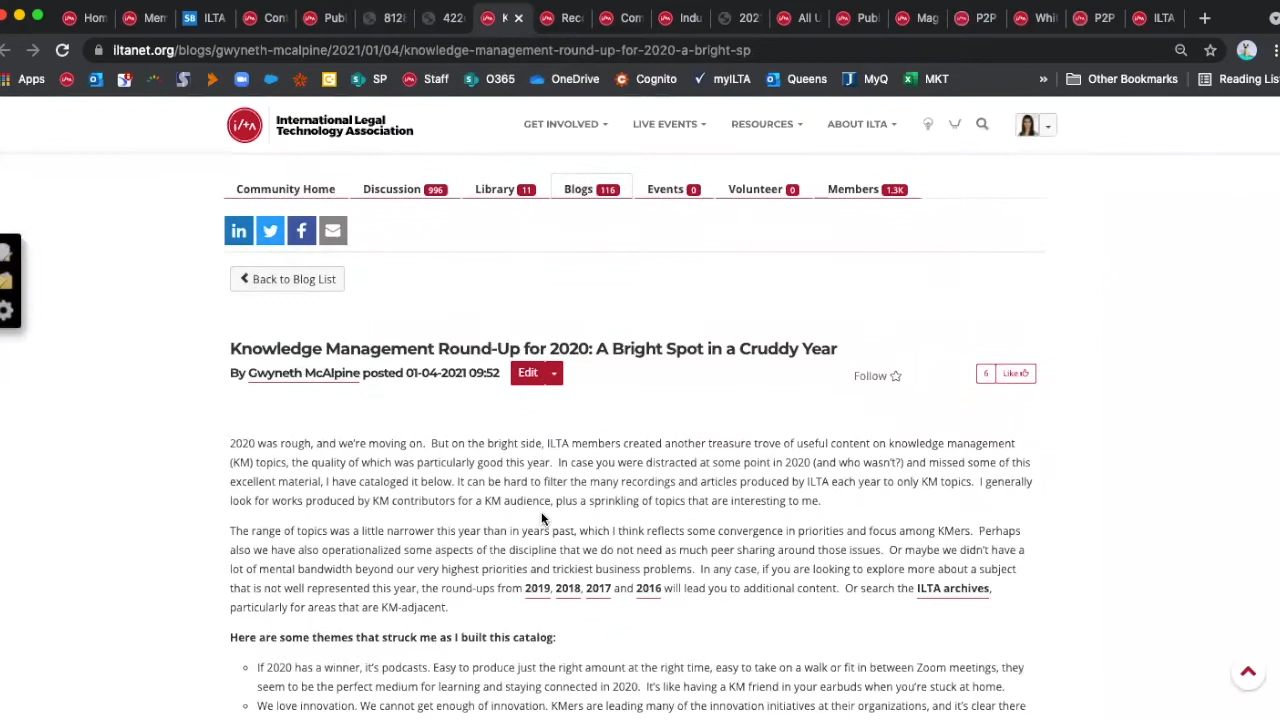 Hom
Mem
58 ILTA
Cont
Publ
8128
422
K
Rec
Com
Indu
202
All U
Publ
Mag
P2P
Whit
P2P
ILTA
iltanet.org/blogs/gwyneth-mcalpine/2021/01/04/knowledge-management-round-up-for-2020-a-bright-sp
Apps
SP
Staff
O365
OneDrive
Cognito
myILTA
Queens
MyQ
MKT
»
Other Bookmarks
Reading List
i/ta International Legal
Technology Association
GET INVOLVED
LIVE EVENTS
RESOURCES
ABOUT ILTA
Community Home
Discussion 996
Library 11
Blogs 116
Events 0
Volunteer 0
Members 1.3K
in
f
Back to Blog List
Knowledge Management Round-Up for 2020: A Bright Spot in a Cruddy Year
By Gwyneth McAlpine posted 01-04-2021 09:52
Edit
Follow
6 Like
2020 was rough, and we're moving on. But on the bright side, ILTA members created another treasure trove of useful content on knowledge management
(KM) topics, the quality of which was particularly good this year. In case you were distracted at some point in 2020 (and who wasn't?) and missed some of this
excellent material, I have cataloged it below. It can be hard to filter the many recordings and articles produced by ILTA each year to only KM topics. I generally
look for works produced by KM contributors for a KM audience, plus a sprinkling of topics that are interesting to me.
The range of topics was a little narrower this year than in years past, which I think reflects some convergence in priorities and focus among KMers. Perhaps
also we have also operationalized some aspects of the discipline that we do not need as much peer sharing around those issues. Or maybe we didn't have a
lot of mental bandwidth beyond our very highest priorities and trickiest business problems. In any case, if you are looking to explore more about a subject
that is not well represented this year, the round-ups from 2019, 2018, 2017 and 2016 will lead you to additional content. Or search the ILTA archives,
particularly for areas that are KM-adjacent.
Here are some themes that struck me as I built this catalog:
If 2020 has a winner, it's podcasts. Easy to produce just the right amount at the right time, easy to take on a walk or fit in between Zoom meetings, they
seem to be the perfect medium for learning and staying connected in 2020. It's like having a KM friend in your earbuds when you're stuck at home.
We love innovation. We cannot get enough of innovation. KMers are leading many of the innovation initiatives at their organizations, and it's clear there